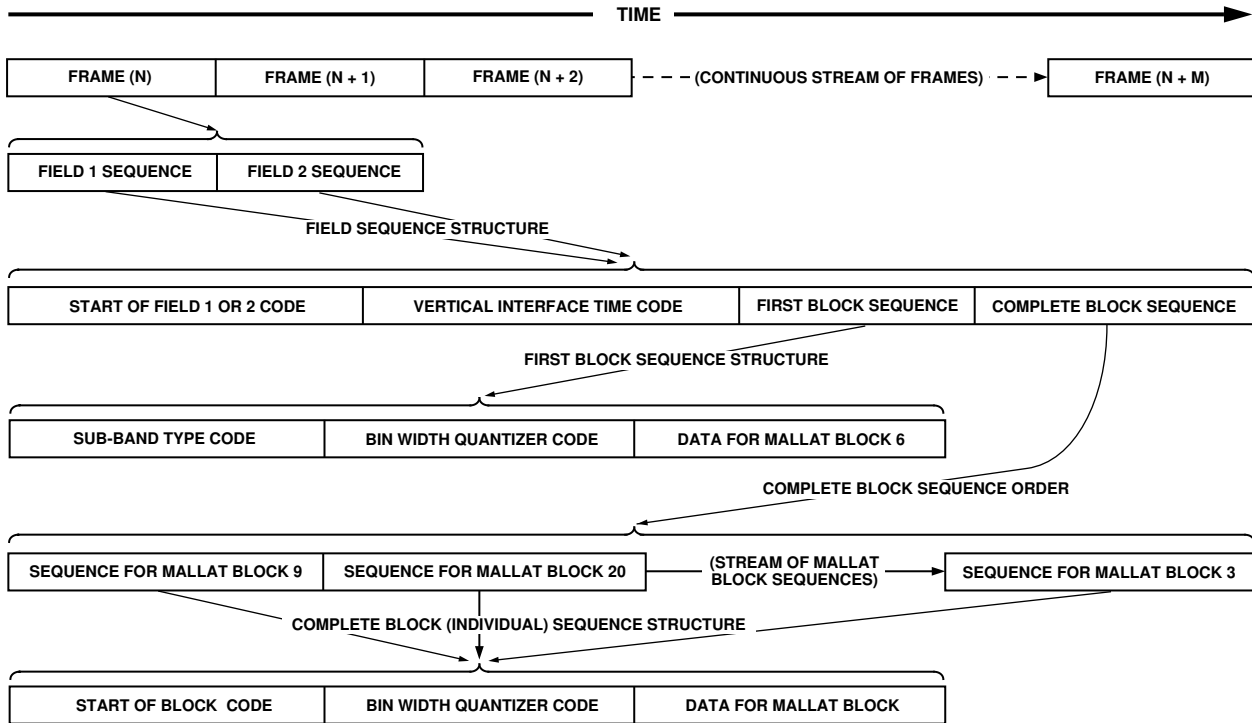 TIME
FRAME (N)
FRAME (N + 1)
FRAME (N + 2)
(CONTINUOUS STREAM OF FRAMES)
FRAME (N + M)
FIELD 1 SEQUENCE
FIELD 2 SEQUENCE
FIELD SEQUENCE STRUCTURE
START OF FIELD 1 OR 2 CODE
VERTICAL INTERFACE TIME CODE
FIRST BLOCK SEQUENCE
COMPLETE BLOCK SEQUENCE
FIRST BLOCK SEQUENCE STRUCTURE
SUB-BAND TYPE CODE
BIN WIDTH QUANTIZER CODE
DATA FOR MALLAT BLOCK 6
COMPLETE BLOCK SEQUENCE ORDER
SEQUENCE FOR MALLAT BLOCK 9
SEQUENCE FOR MALLAT BLOCK 20
(STREAM OF MALLAT
BLOCK SEQUENCES)
SEQUENCE FOR MALLAT BLOCK 3
COMPLETE BLOCK (INDIVIDUAL) SEQUENCE STRUCTURE
START OF BLOCK CODE
BIN WIDTH QUANTIZER CODE
DATA FOR MALLAT BLOCK